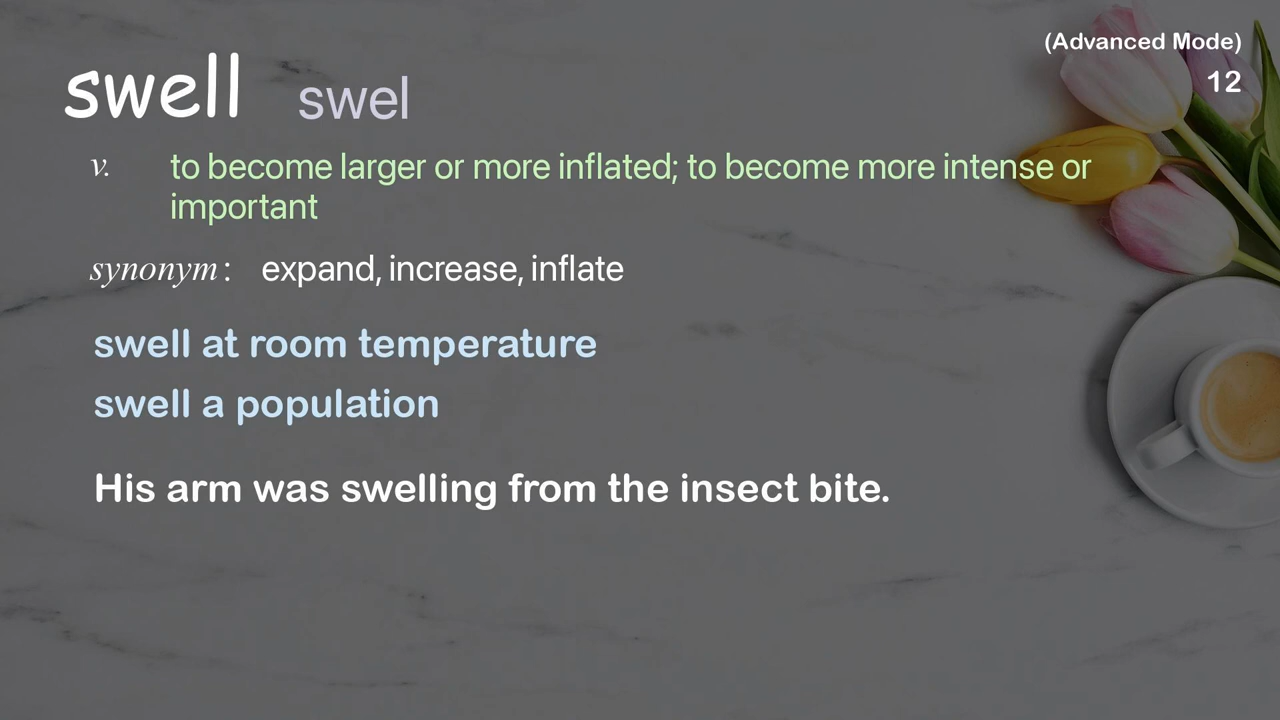 (Advanced Mode)
12
swell swel
v. to become larger or more inflated; to become more intense or
important
synonym: expand, increase, inflate
swell at room temperature
swell a population
His arm was swelling from the insect bite.